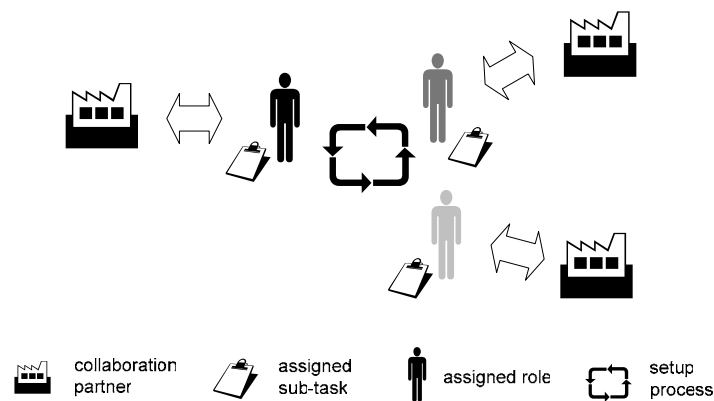 collaboration
partner
assigned
sub-task
assigned role
setup
process